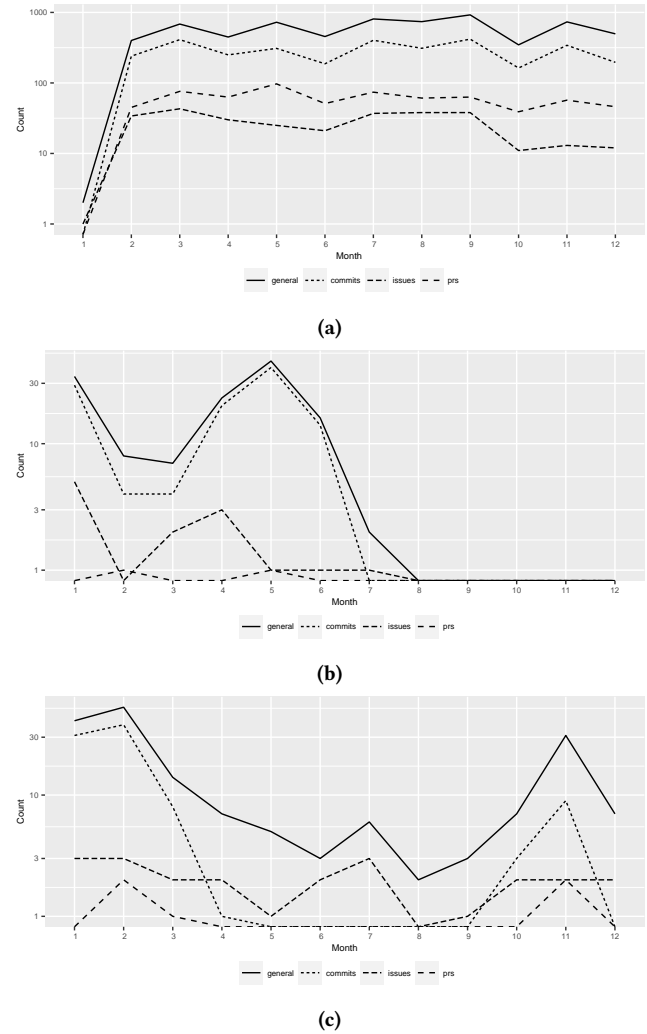 1000
100
10
1
Count
1 2 3 4 5 6 7 8 9 10 11 12
Month
general commits issues prs
(a)
30
10
3
1
Count
1 2 3 4 5 6 7 8 9 10 11 12
Month
general commits issues prs
(b)
30
10
3
1
Count
1 2 3 4 5 6 7 8 9 10 11 12
Month
general commits issues prs
(c)